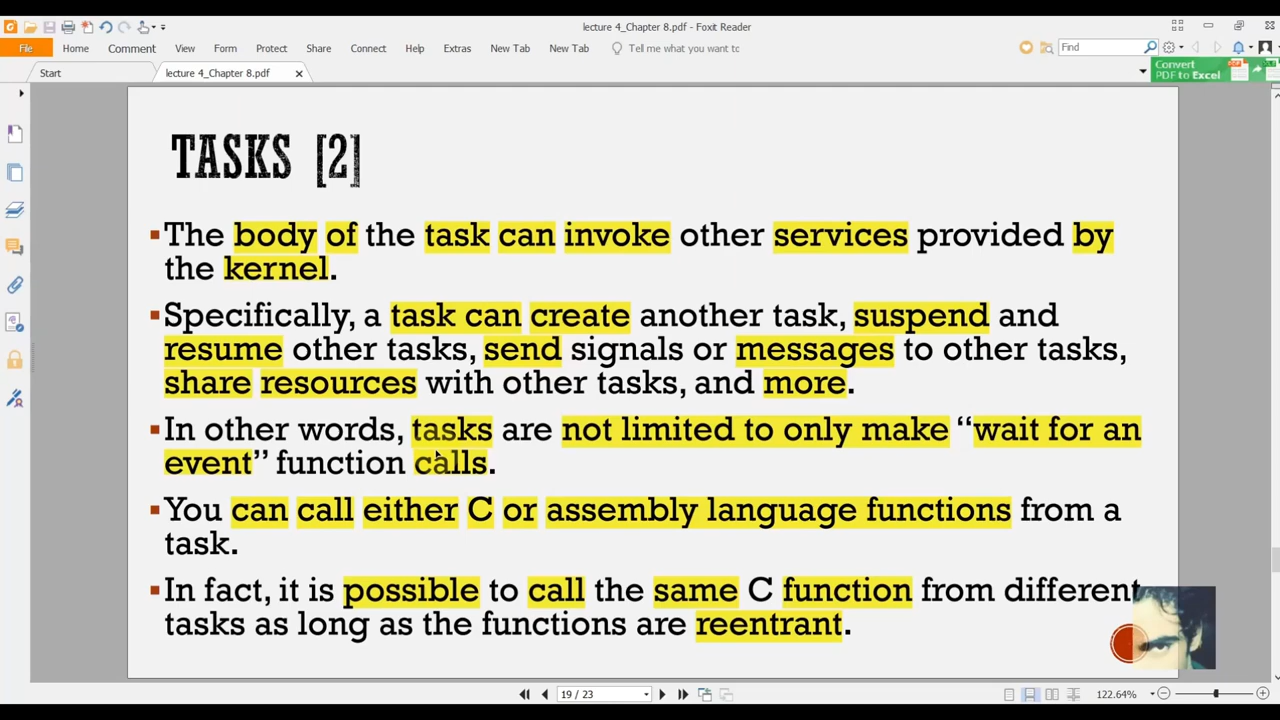 lecture 4_Chapter 8.pdf - Foxit Reader
File Home Comment View Form Protect Share Connect Help Extras New Tab New Tab Tell me what you want to Find
Start lecture 4_Chapter 8.pdf
Convert
PDF to Excel
TASKS [2]
The body of the task can invoke other services provided by
the kernel.
Specifically, a task can create another task, suspend and
resume other tasks, send signals or messages to other tasks,
share resources with other tasks, and more.
In other words, tasks are not limited to only make “wait for an
event” function calls.
You can call either C or assembly language functions from a
task.
In fact, it is possible to call the same C function from different
tasks as long as the functions are reentrant.
19 / 23 122.64%